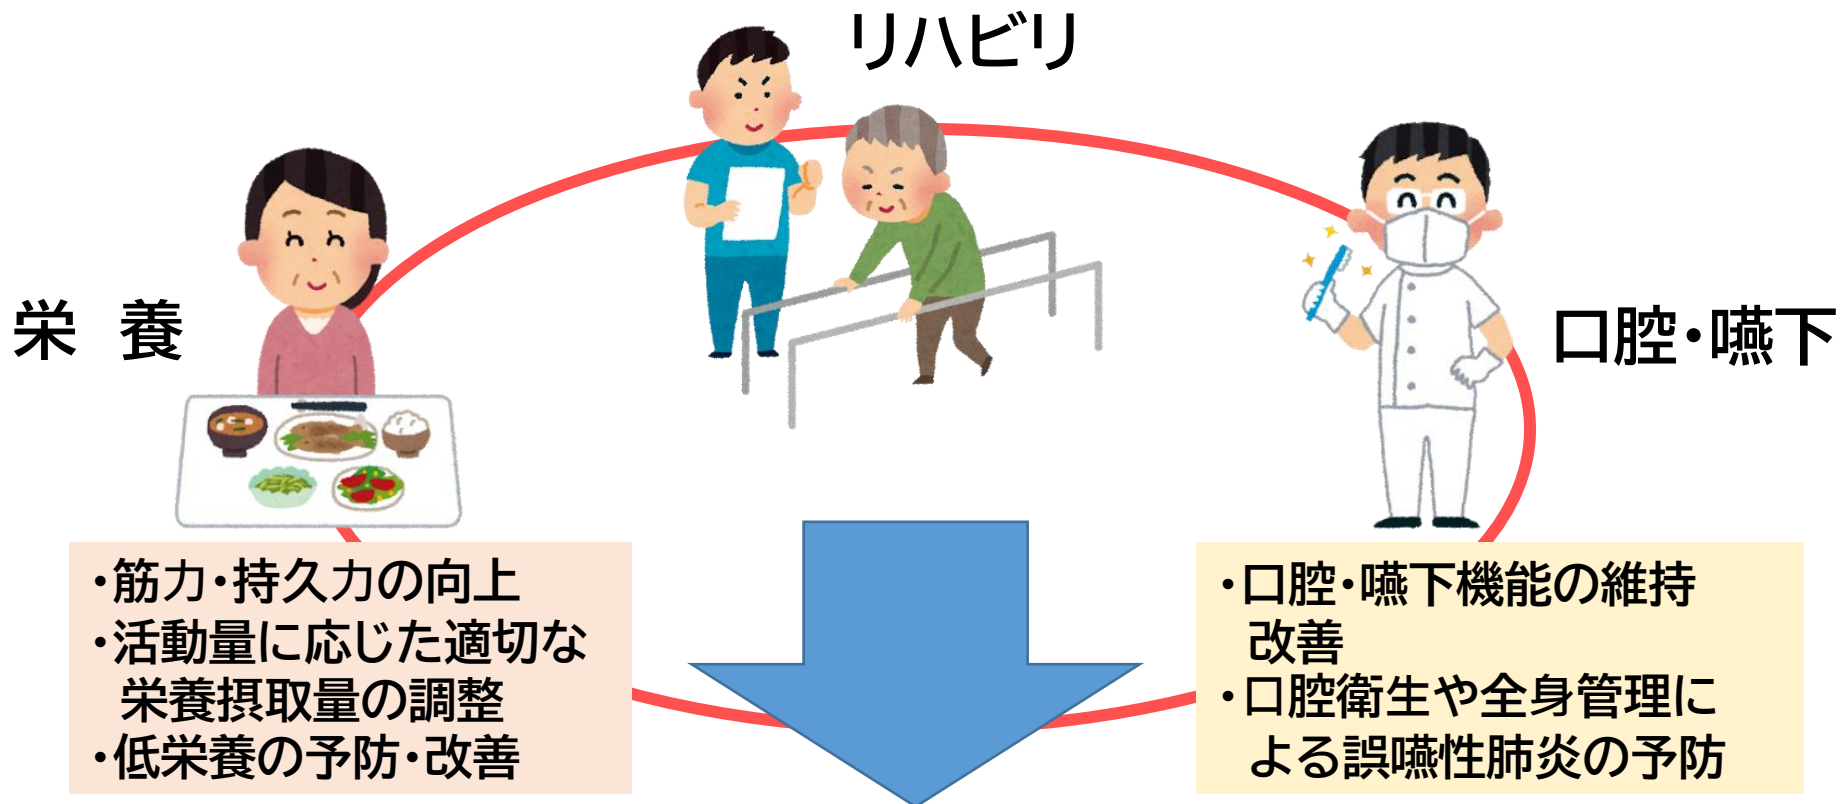 リハビリ
栄　養
口腔・嚥下
・筋力・持久力の向上
・活動量に応じた適切な
栄養摂取量の調整
・低栄養の予防・改善
・口腔・嚥下機能の維持
改善
・口腔衛生や全身管理に
よる誤嚥性肺炎の予防